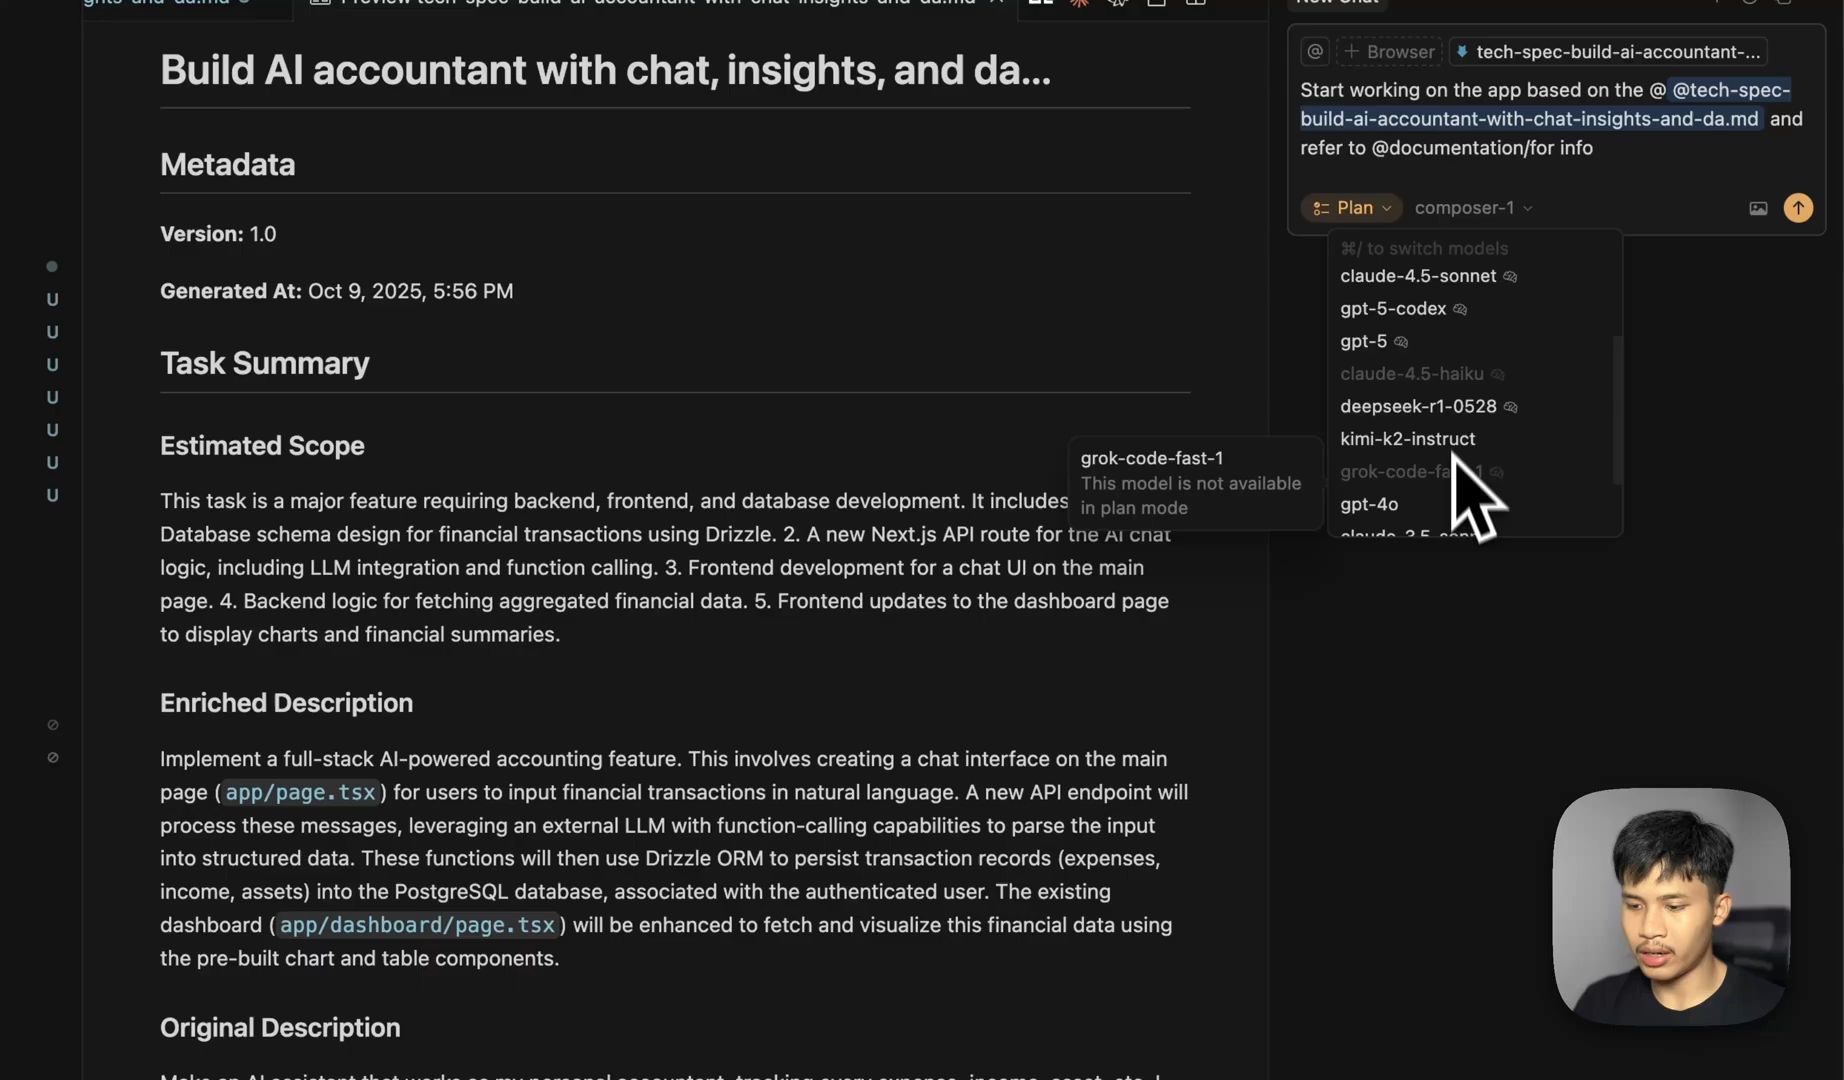 Build AI accountant with chat, insights, and da...
Metadata
Version: 1.0
Generated At: Oct 9, 2025, 5:56 PM
Task Summary
Estimated Scope
This task is a major feature requiring backend, frontend, and database development. It includes
Database schema design for financial transactions using Drizzle. 2. A new Next.js API route for the AI chat
logic, including LLM integration and function calling. 3. Frontend development for a chat UI on the main
page. 4. Backend logic for fetching aggregated financial data. 5. Frontend updates to the dashboard page
to display charts and financial summaries.
Enriched Description
Implement a full-stack AI-powered accounting feature. This involves creating a chat interface on the main
page (app/page.tsx) for users to input financial transactions in natural language. A new API endpoint will
process these messages, leveraging an external LLM with function-calling capabilities to parse the input
into structured data. These functions will then use Drizzle ORM to persist transaction records (expenses,
income, assets) into the PostgreSQL database, associated with the authenticated user. The existing
dashboard (app/dashboard/page.tsx) will be enhanced to fetch and visualize this financial data using
the pre-built chart and table components.
Original Description
U
U
U
U
U
U
U
@ + Browser tech-spec-build-ai-accountant-...
Start working on the app based on the @ @tech-spec-
build-ai-accountant-with-chat-insights-and-da.md and
refer to @documentation/for info
Plan composer-1
⌘/ to switch models
claude-4.5-sonnet
gpt-5-codex
gpt-5
claude-4.5-haiku
deepseek-r1-0528
kimi-k2-instruct
grok-code-fa 1
gpt-4o
grok-code-fast-1
This model is not available
in plan mode